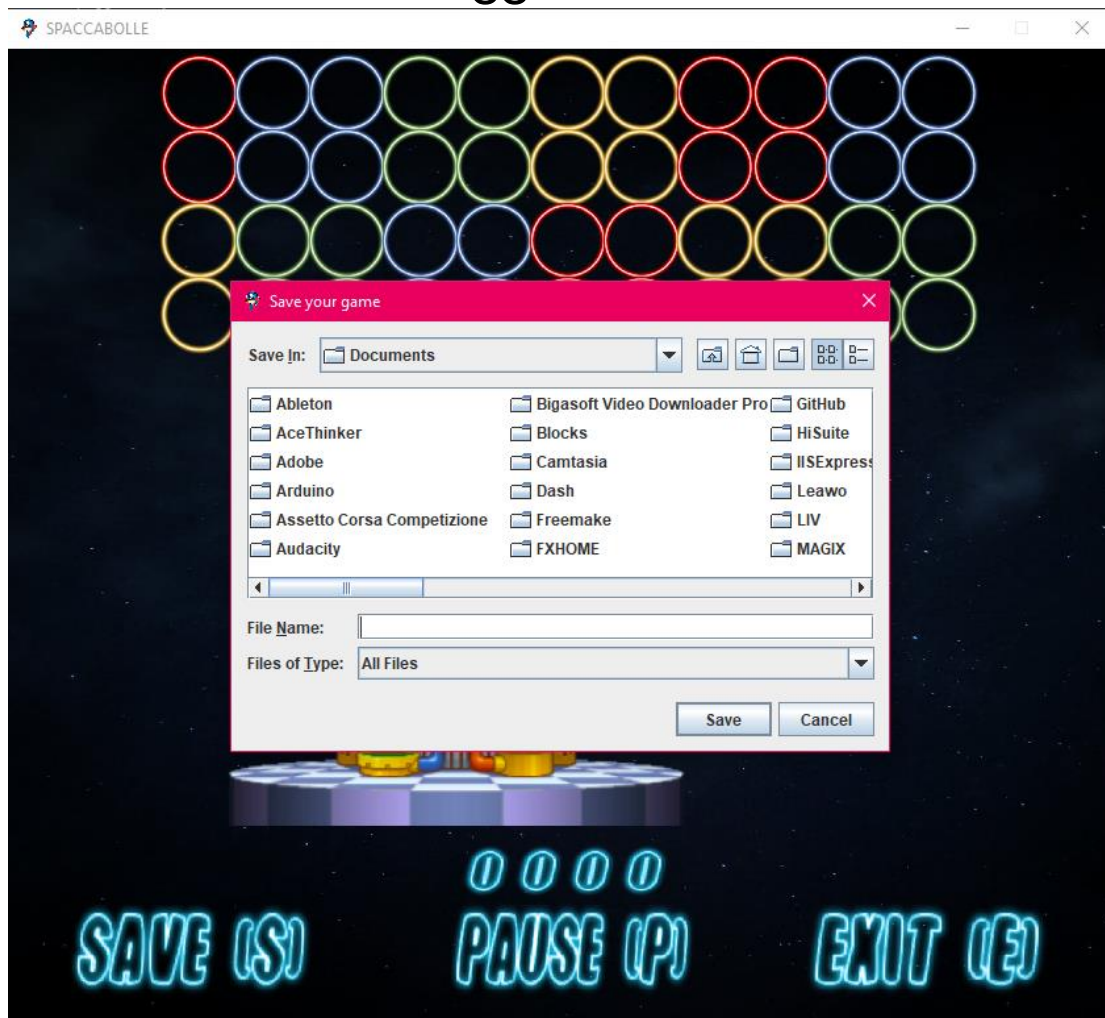 SPACCABOLLE
Save your game
Save In: Documents
Ableton Bigasoft Video Downloader Pro GitHub
AceThinker Blocks HiSuite
Adobe Camtasia IISExpress
Arduino Dash Leawo
Assetto Corsa Competizione Freemake LIV
Audacity FXHOME MAGIX
File Name:
Files of Type: All Files
Save Cancel
0000
SAVE (S) PAUSE (P) EXIT (E)